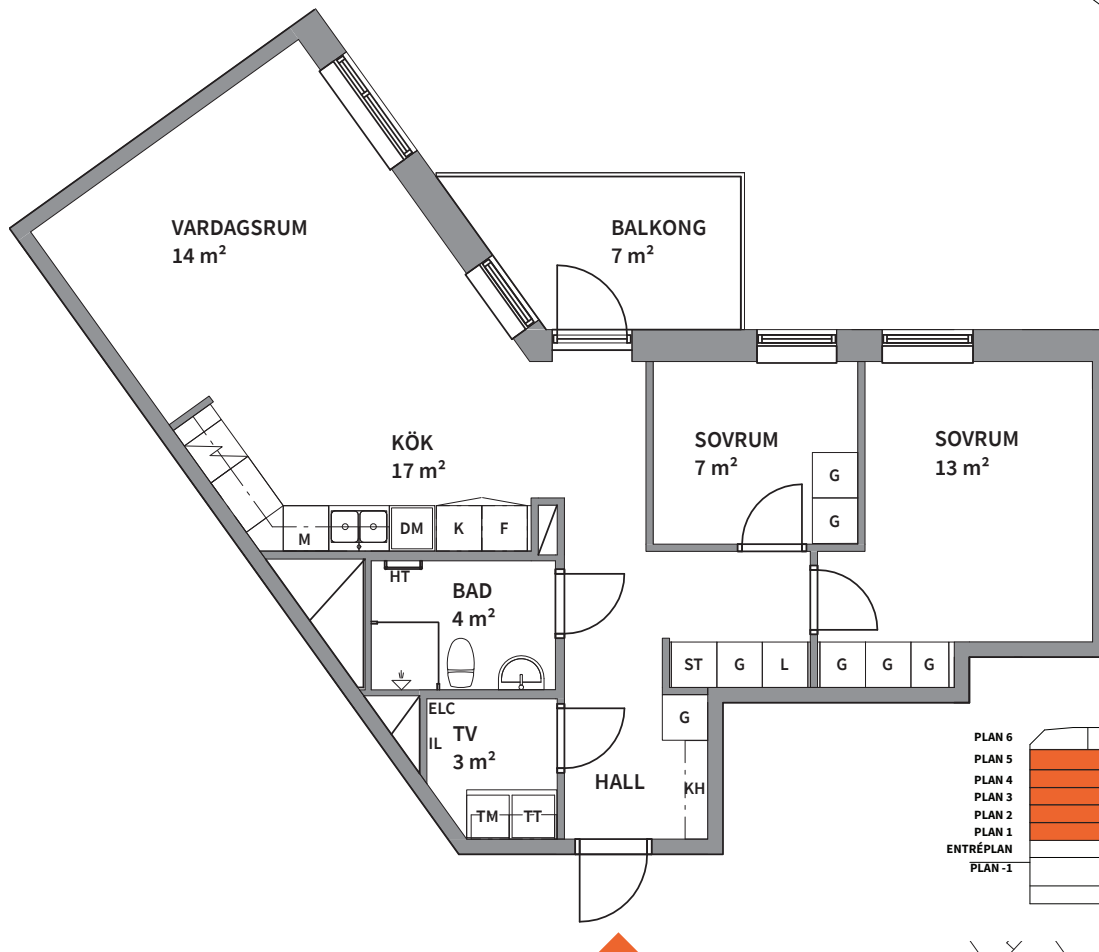 VARDAGSRUM
14 m²
BALKONG
7 m²
KÖK
17 m²
SOVRUM
7 m²
SOVRUM
13 m²
G
G
M
DM
K
F
HT
BAD
4 m²
ST
G
L
G
G
G
ELC
IL
TV
3 m²
G
HALL
KH
TM
TT
PLAN 6
PLAN 5
PLAN 4
PLAN 3
PLAN 2
PLAN 1
ENTRÉPLAN
PLAN -1